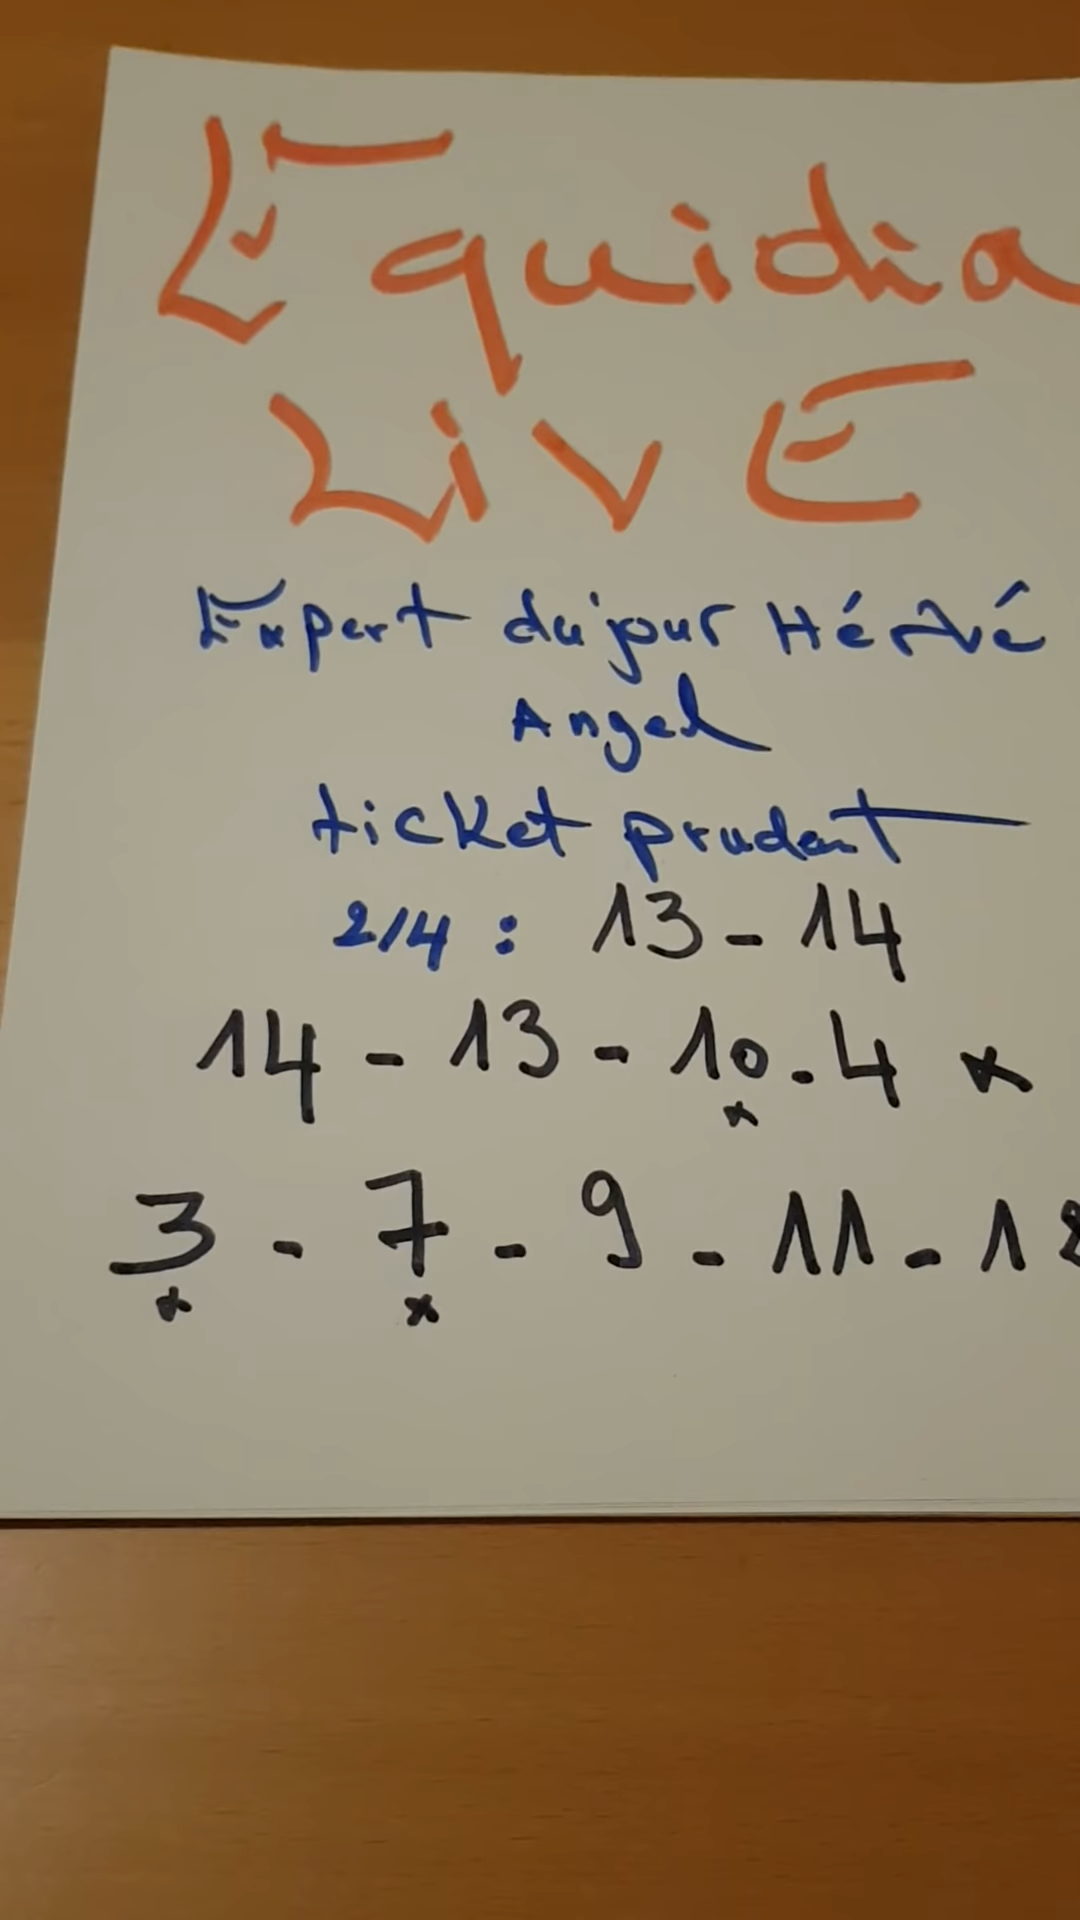 Equidia
LiVE
Expert du jour Hérvé
Angel
ticket prudent
2/4 : 13 - 14
14 - 13 - 10 . 4 *
*
3 - 7 - 9 - 11 -
* *